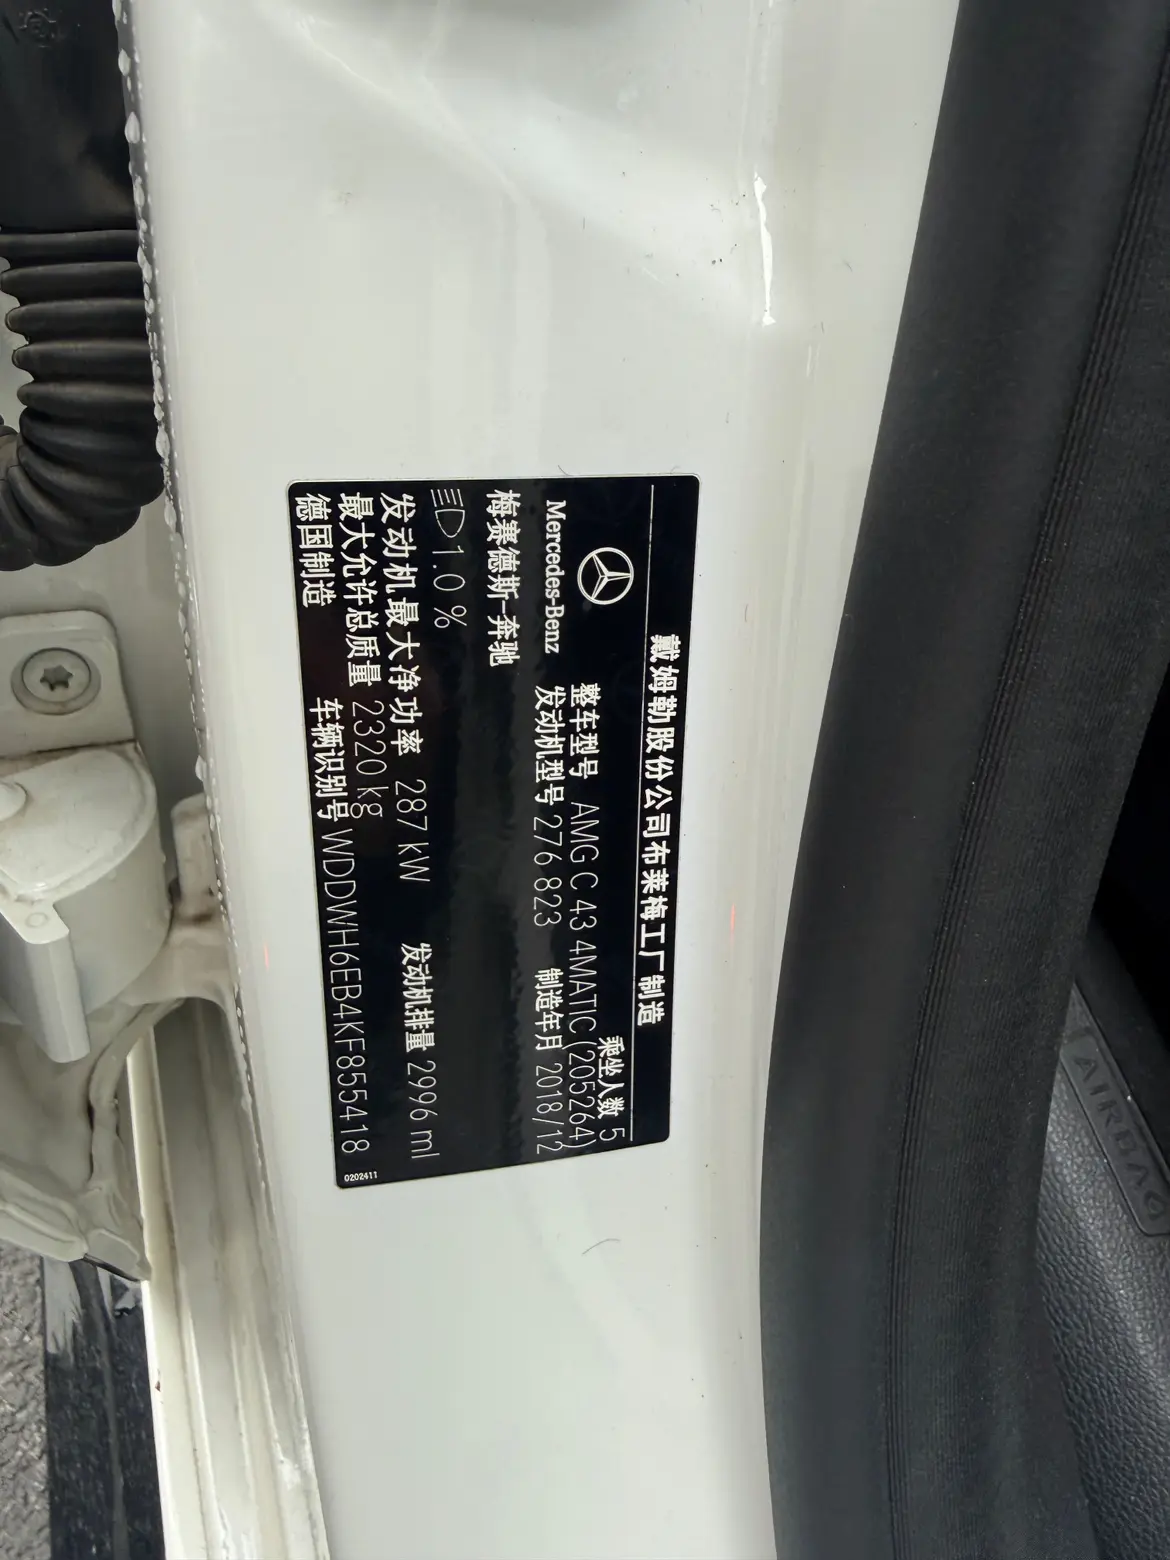 戴姆勒股份公司布莱梅工厂制造
乘坐人数 5
整车型号 AMG C 43 4MATIC (205264)
Mercedes-Benz 发动机型号 276 823 制造年月 2018/12
梅赛德斯-奔驰
1.0 %
发动机最大净功率 287 kW 发动机排量 2996 ml
最大允许总质量 2320 kg
德国制造 车辆识别号 WDDWH6EB4KF855418
0202411
AIRBAG